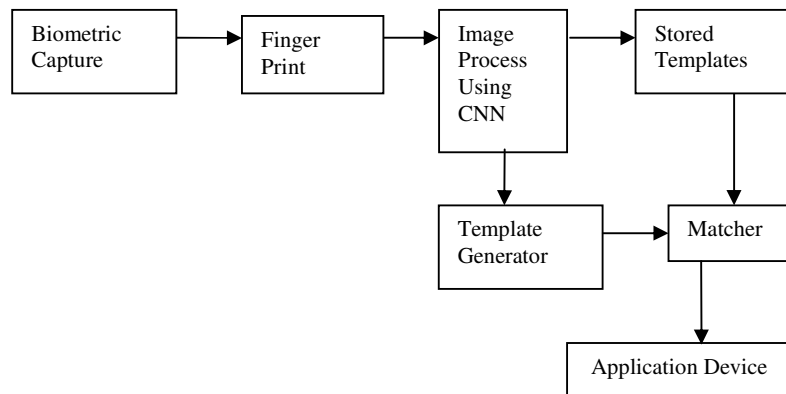 Biometric
Capture
Finger
Print
Image
Process
Using
CNN
Stored
Templates
Template
Generator
Matcher
Application Device